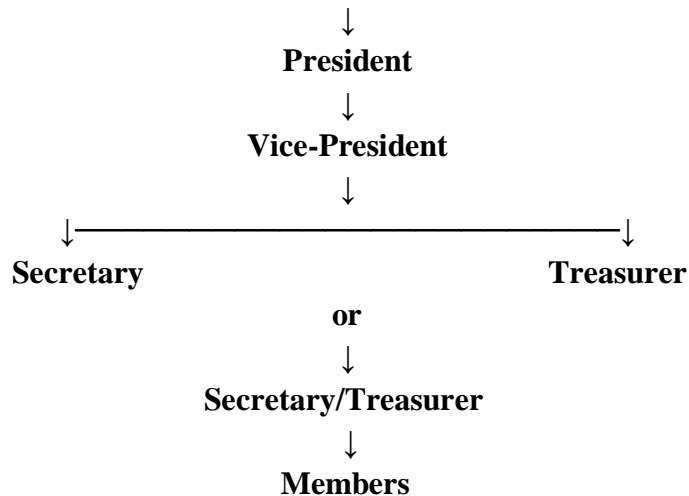 ↓
President
↓
Vice-President
↓
↓ ↓
Secretary Treasurer
or
↓
Secretary/Treasurer
↓
Members